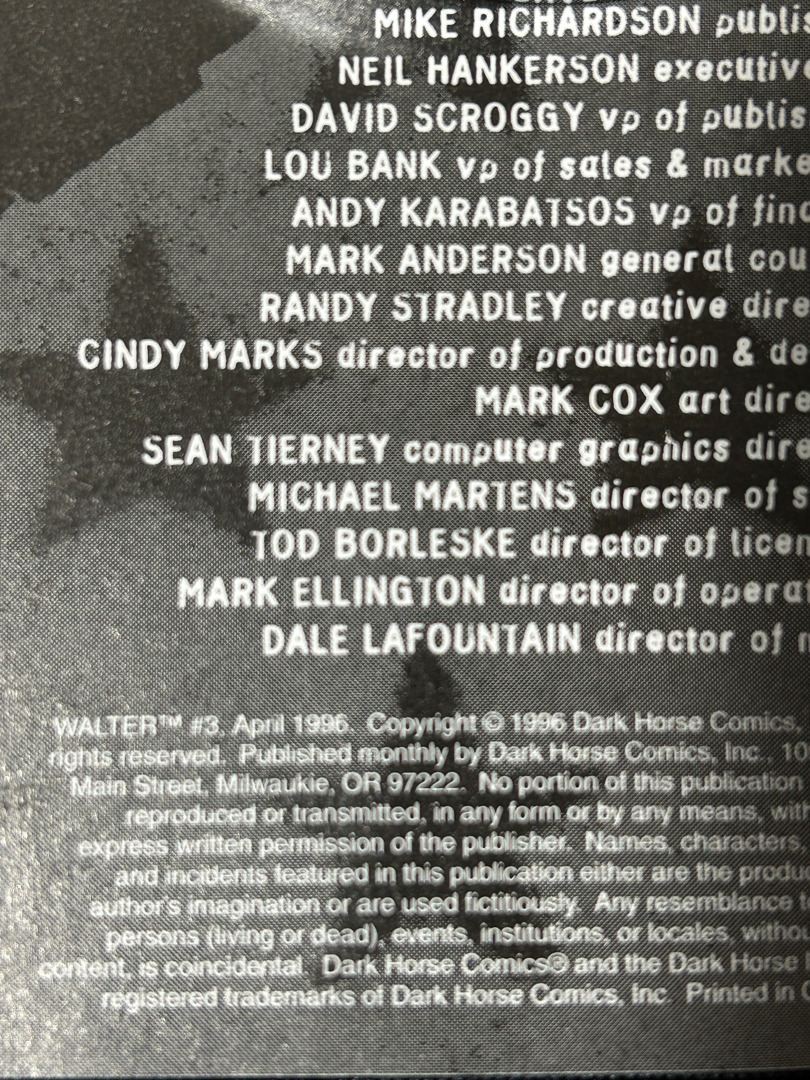 MIKE RICHARDSON publis
NEIL HANKERSON executive
DAVID SCROGGY vp of publis
LOU BANK vp of sales & marke
ANDY KARABATSOS vp of finc
MARK ANDERSON general cou
RANDY STRADLEY creative dire
CINDY MARKS director of production & de
MARK COX art dire
SEAN TIERNEY computer graphics dire
MICHAEL MARTENS director of s
TOD BORLESKE director of licen
MARK ELLINGTON director of opera
DALE LAFOUNTAIN director of
WALTER™ #3, April 1996. Copyright © 1996 Dark Horse Comics,
rights reserved. Published monthly by Dark Horse Comics, Inc., 10
Main Street, Milwaukie, OR 97222. No portion of this publication
reproduced or transmitted, in any form or by any means, with
express written permission of the publisher. Names, characters,
and incidents featured in this publication either are the produ
author's imagination or are used fictitiously. Any resemblance t
persons (living or dead), events, institutions, or locales, withou
content, is coincidental. Dark Horse Comics® and the Dark Horse
registered trademarks of Dark Horse Comics, Inc. Printed in C